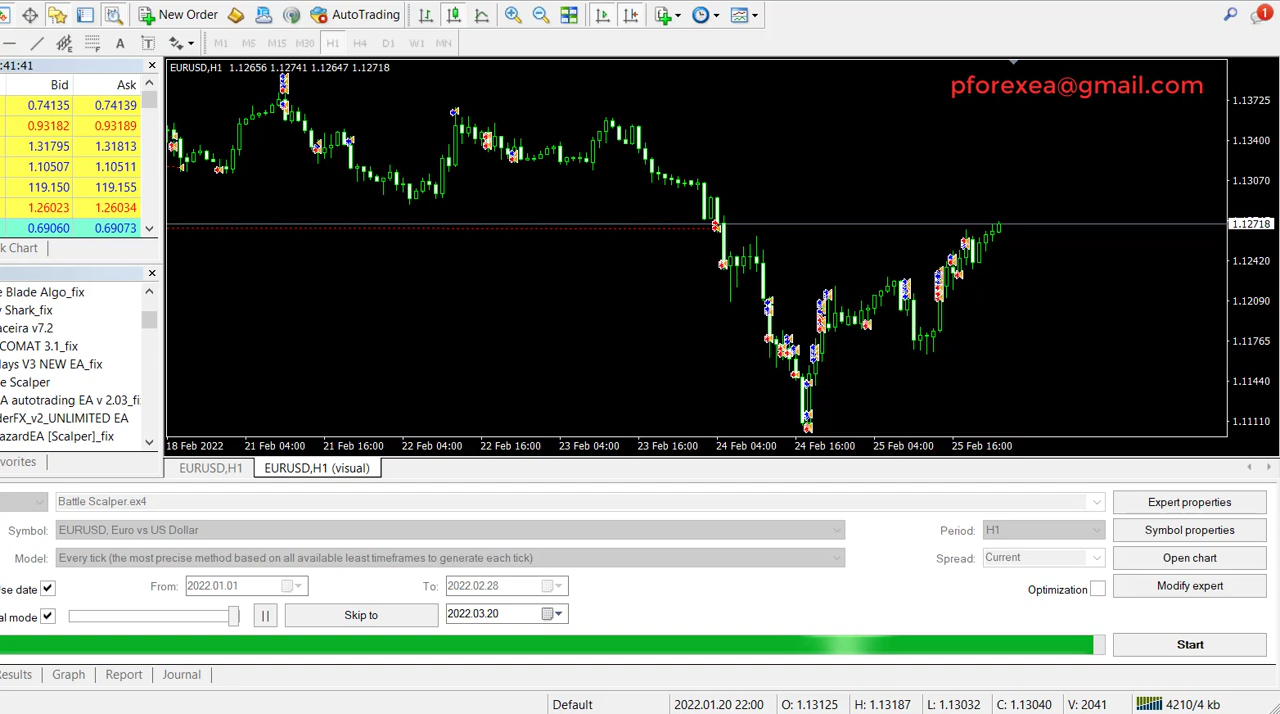 New Order
AutoTrading
1
A
T
M1 M5 M15 M30 H1 H4 D1 W1 MN
:41:41
Bid Ask
0.74135 0.74139
0.93182 0.93189
1.31795 1.31813
1.10507 1.10511
119.150 119.155
1.26023 1.26034
0.69060 0.69073
k Chart
e Blade Algo_fix
y Shark_fix
aceira v7.2
COMAT 3.1_fix
lays V3 NEW EA_fix
e Scalper
A autotrading EA v 2.03_fix
derFX_v2_UNLIMITED EA
azardEA [Scalper]_fix
vorites
EURUSD,H1 1.12656 1.12741 1.12647 1.12718
pforexea@gmail.com
1.13725
1.13400
1.13070
1.12718
1.12420
1.12090
1.11765
1.11440
1.11110
18 Feb 2022 21 Feb 04:00 21 Feb 16:00 22 Feb 04:00 22 Feb 16:00 23 Feb 04:00 23 Feb 16:00 24 Feb 04:00 24 Feb 16:00 25 Feb 04:00 25 Feb 16:00
EURUSD,H1 EURUSD,H1 (visual)
Battle Scalper.ex4 Expert properties
Symbol: EURUSD, Euro vs US Dollar Period: H1 Symbol properties
Model: Every tick (the most precise method based on all available least timeframes to generate each tick) Spread: Current Open chart
se date From: 2022.01.01 To: 2022.02.28 Optimization Modify expert
al mode Skip to 2022.03.20
Start
esults Graph Report Journal
Default 2022.01.20 22:00 O: 1.13125 H: 1.13187 L: 1.13032 C: 1.13040 V: 2041 4210/4 kb